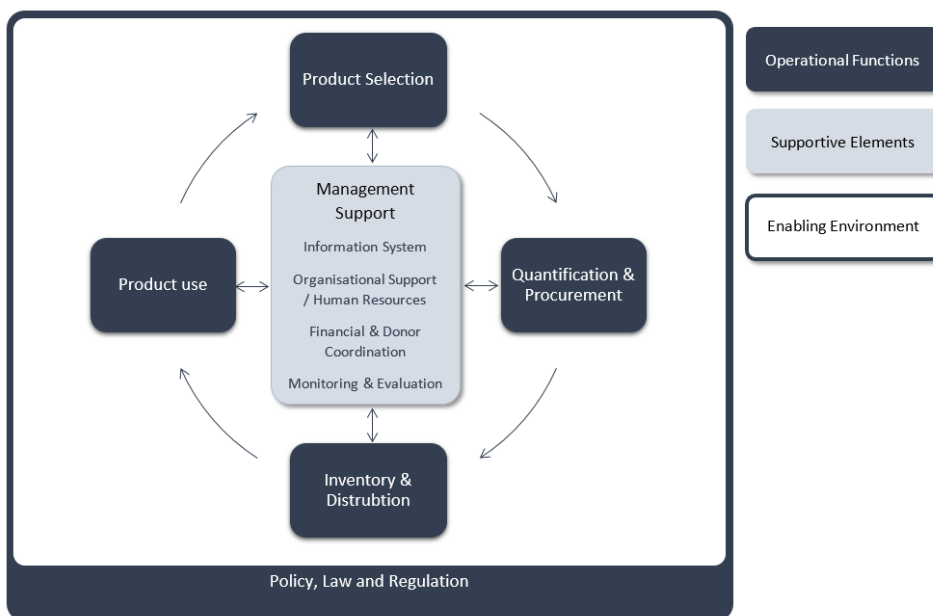 Product Selection
Operational Functions
Supportive Elements
Enabling Environment
Management
Support
Information System
Organisational Support
/ Human Resources
Financial & Donor
Coordination
Monitoring & Evaluation
Product use
Quantification &
Procurement
Inventory &
Distrubtion
Policy, Law and Regulation